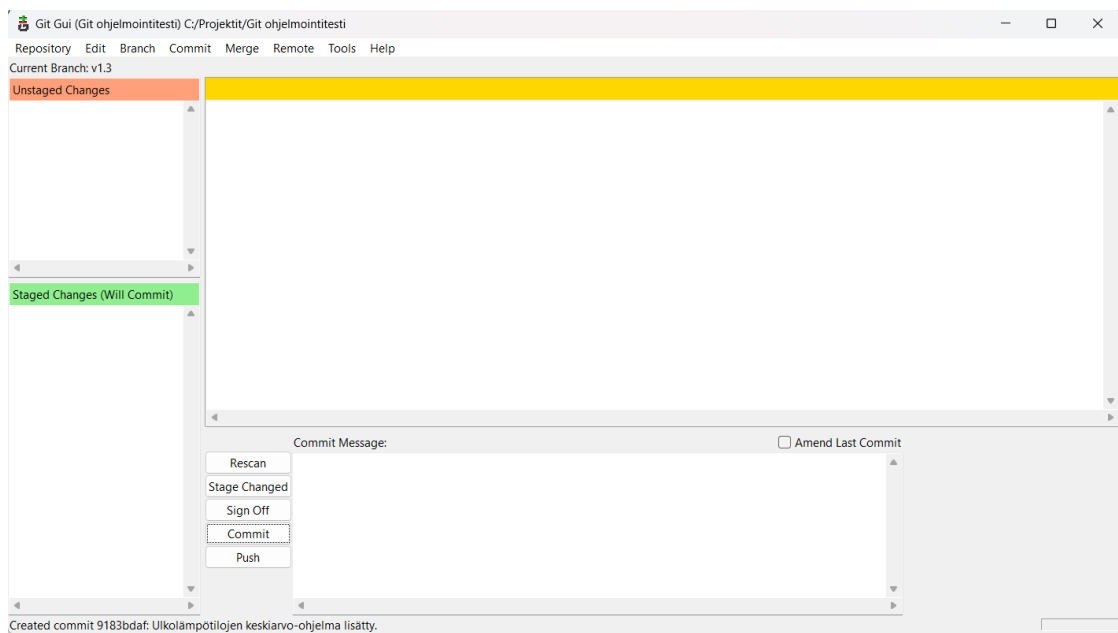 Git Gui (Git ohjelmointitesti) C:/Projektit/Git ohjelmointitesti
Repository Edit Branch Commit Merge Remote Tools Help
Current Branch: v1.3
Unstaged Changes
Staged Changes (Will Commit)
Commit Message:
Amend Last Commit
Rescan
Stage Changed
Sign Off
Commit
Push
Created commit 9183bdaf: Ulkolämpötilojen keskiarvo-ohjelma lisätty.